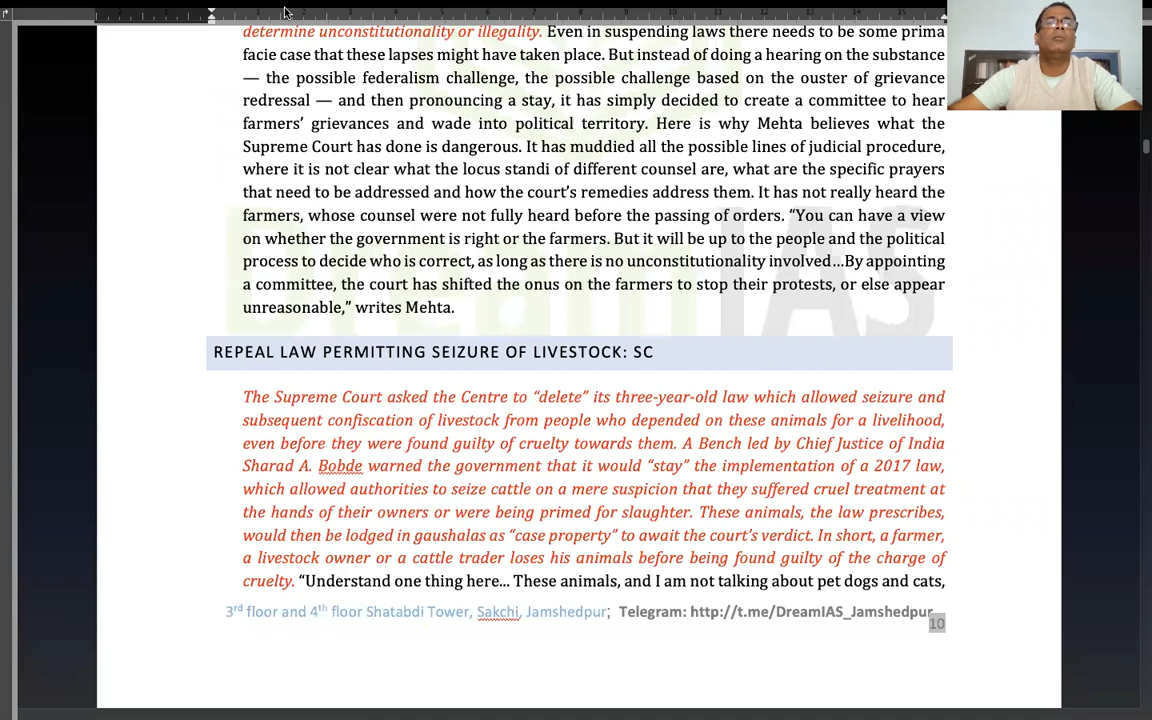 determine unconstitutionality or illegality. Even in suspending laws there needs to be some prima
facie case that these lapses might have taken place. But instead of doing a hearing on the substance
— the possible federalism challenge, the possible challenge based on the ouster of grievance
redressal — and then pronouncing a stay, it has simply decided to create a committee to hear
farmers’ grievances and wade into political territory. Here is why Mehta believes what the
Supreme Court has done is dangerous. It has muddied all the possible lines of judicial procedure,
where it is not clear what the locus standi of different counsel are, what are the specific prayers
that need to be addressed and how the court’s remedies address them. It has not really heard the
farmers, whose counsel were not fully heard before the passing of orders. “You can have a view
on whether the government is right or the farmers. But it will be up to the people and the political
process to decide who is correct, as long as there is no unconstitutionality involved…By appointing
a committee, the court has shifted the onus on the farmers to stop their protests, or else appear
unreasonable,” writes Mehta.
DreamIAS
REPEAL LAW PERMITTING SEIZURE OF LIVESTOCK: SC
The Supreme Court asked the Centre to “delete” its three-year-old law which allowed seizure and
subsequent confiscation of livestock from people who depended on these animals for a livelihood,
even before they were found guilty of cruelty towards them. A Bench led by Chief Justice of India
Sharad A. Bobde warned the government that it would “stay” the implementation of a 2017 law,
which allowed authorities to seize cattle on a mere suspicion that they suffered cruel treatment at
the hands of their owners or were being primed for slaughter. These animals, the law prescribes,
would then be lodged in gaushalas as “case property” to await the court’s verdict. In short, a farmer,
a livestock owner or a cattle trader loses his animals before being found guilty of the charge of
cruelty. “Understand one thing here... These animals, and I am not talking about pet dogs and cats,
3rd floor and 4th floor Shatabdi Tower, Sakchi, Jamshedpur; Telegram: http://t.me/DreamIAS_Jamshedpur
10